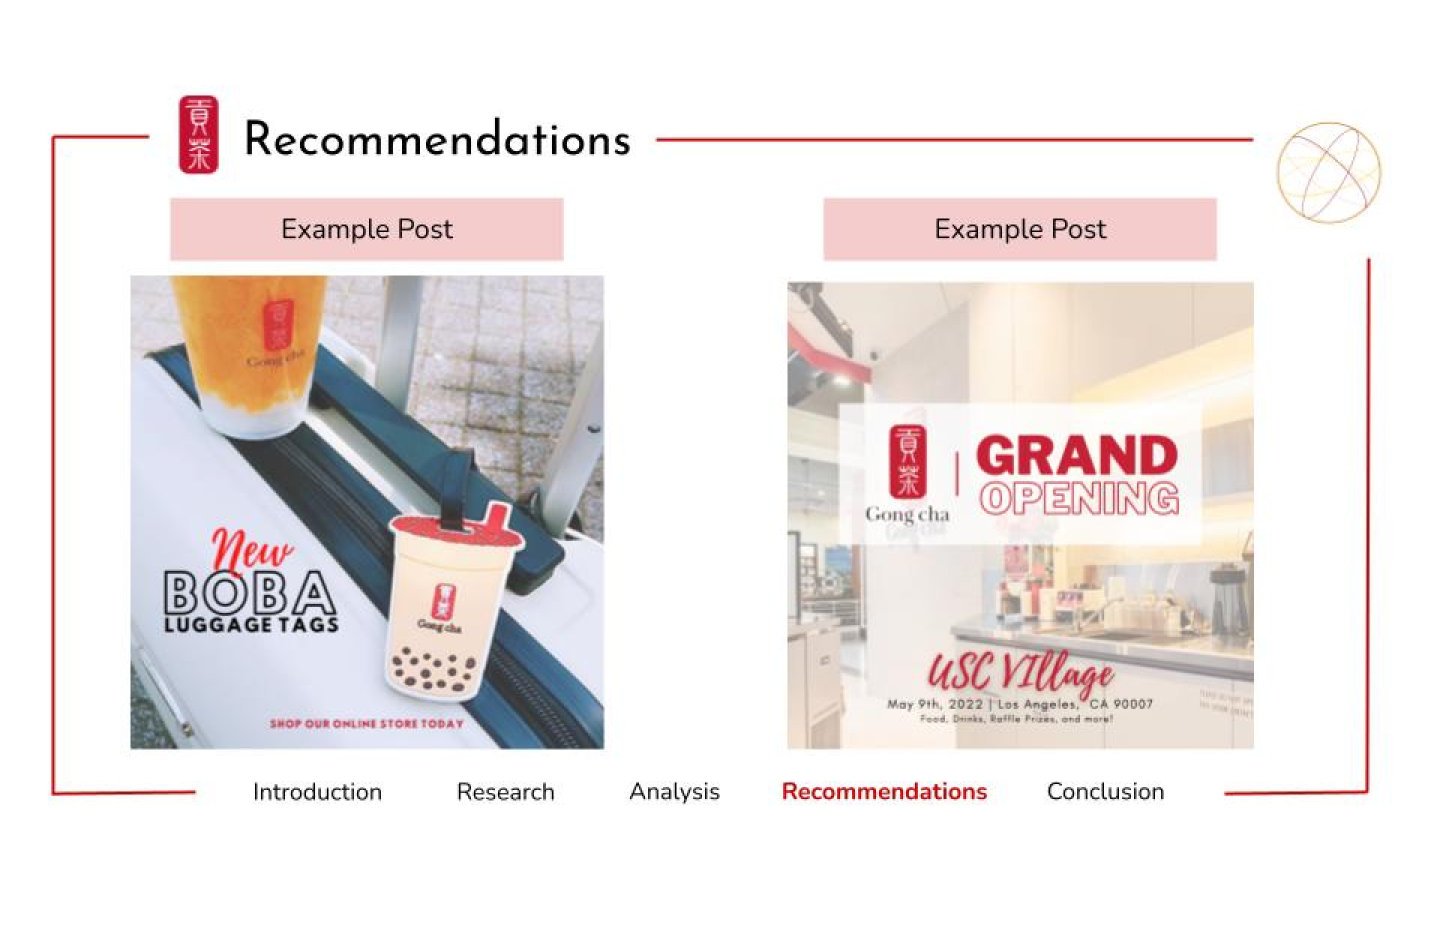 貢茶
Recommendations
Example Post
貢茶
Gong cha
New
BOBA
LUGGAGE TAGS
貢茶
Gong cha
SHOP OUR ONLINE STORE TODAY
Example Post
貢茶
Gong cha
GRAND
OPENING
USC VIllage
May 9th, 2022 | Los Angeles, CA 90007
Food, Drinks, Raffle Prizes, and more!
Introduction Research Analysis Recommendations Conclusion